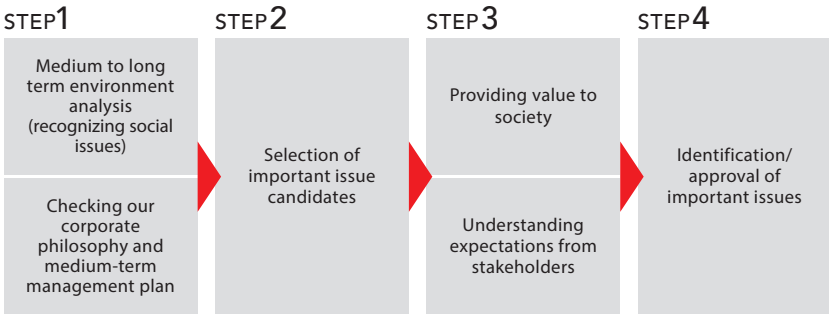 STEP1
Medium to long
term environment
analysis
(recognizing social
issues)
Checking our
corporate
philosophy and
medium-term
management plan
STEP2
Selection of
important issue
candidates
STEP3
Providing value to
society
Understanding
expectations from
stakeholders
STEP4
Identification/
approval of
important issues